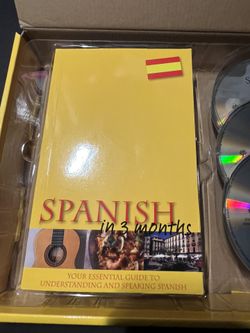 SPANISH
in 3 months
YOUR ESSENTIAL GUIDE TO
UNDERSTANDING AND SPEAKING SPANISH